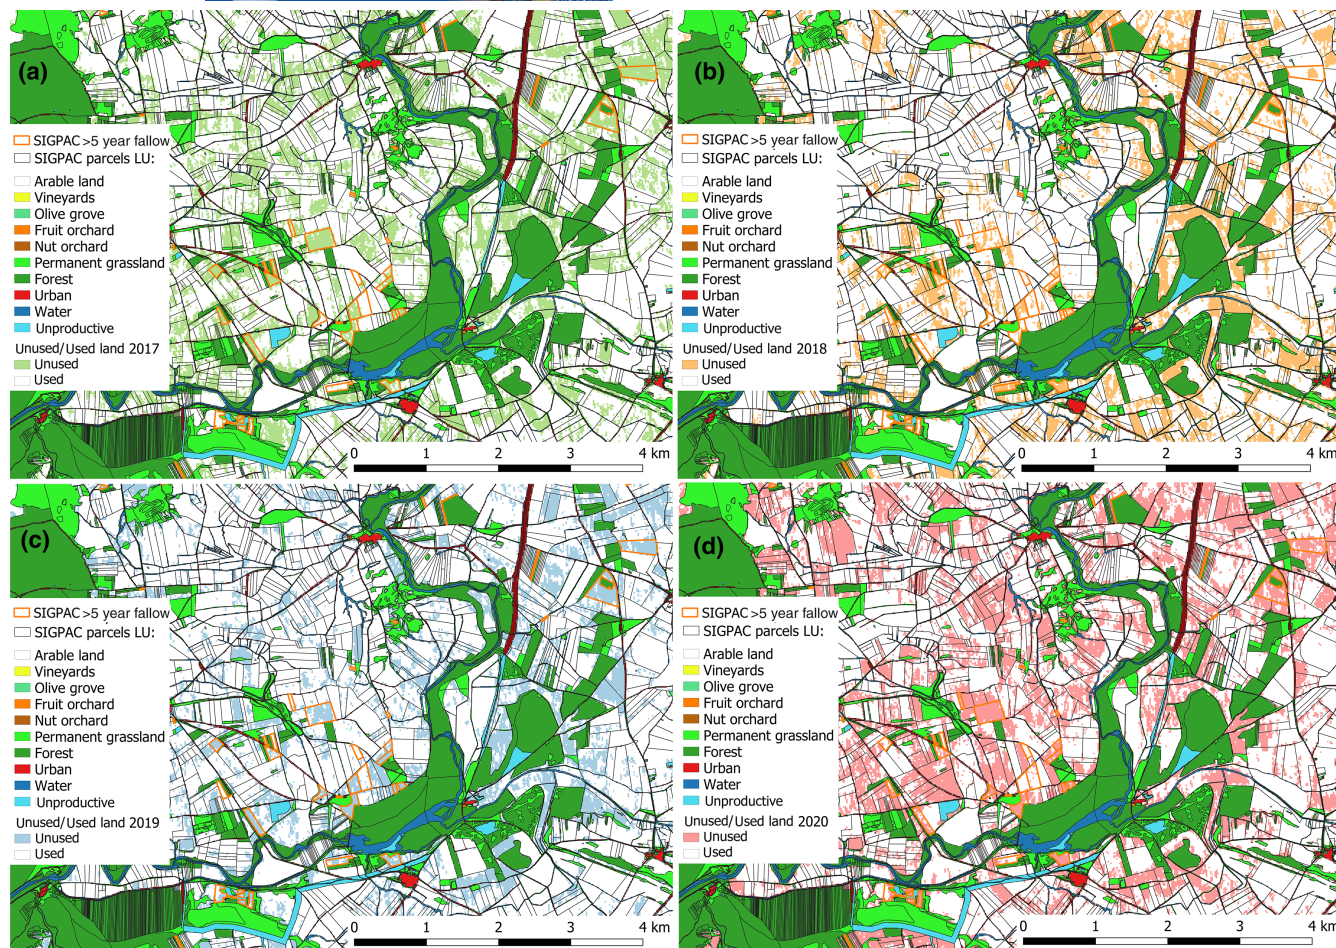 (a)
SIGPAC >5 year fallow
SIGPAC parcels LU:
Arable land
Vineyards
Olive grove
Fruit orchard
Nut orchard
Permanent grassland
Forest
Urban
Water
Unproductive
Unused/Used land 2017
Unused
Used
0 1 2 3 4 km
(b)
SIGPAC >5 year fallow
SIGPAC parcels LU:
Arable land
Vineyards
Olive grove
Fruit orchard
Nut orchard
Permanent grassland
Forest
Urban
Water
Unproductive
Unused/Used land 2018
Unused
Used
0 1 2 3 4 km
(c)
SIGPAC >5 year fallow
SIGPAC parcels LU:
Arable land
Vineyards
Olive grove
Fruit orchard
Nut orchard
Permanent grassland
Forest
Urban
Water
Unproductive
Unused/Used land 2019
Unused
Used
0 1 2 3 4 km
(d)
SIGPAC >5 year fallow
SIGPAC parcels LU:
Arable land
Vineyards
Olive grove
Fruit orchard
Nut orchard
Permanent grassland
Forest
Urban
Water
Unproductive
Unused/Used land 2020
Unused
Used
0 1 2 3 4 km